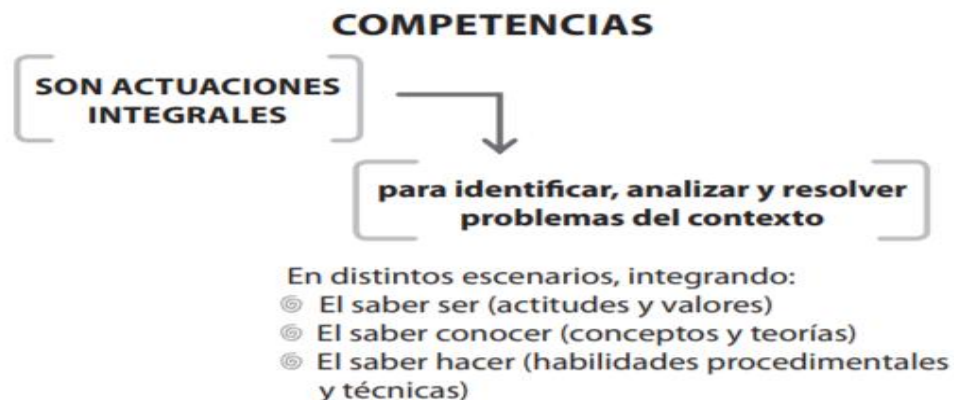 COMPETENCIAS
SON ACTUACIONES
INTEGRALES
para identificar, analizar y resolver
problemas del contexto
En distintos escenarios, integrando:
El saber ser (actitudes y valores)
El saber conocer (conceptos y teorías)
El saber hacer (habilidades procedimentales
y técnicas)